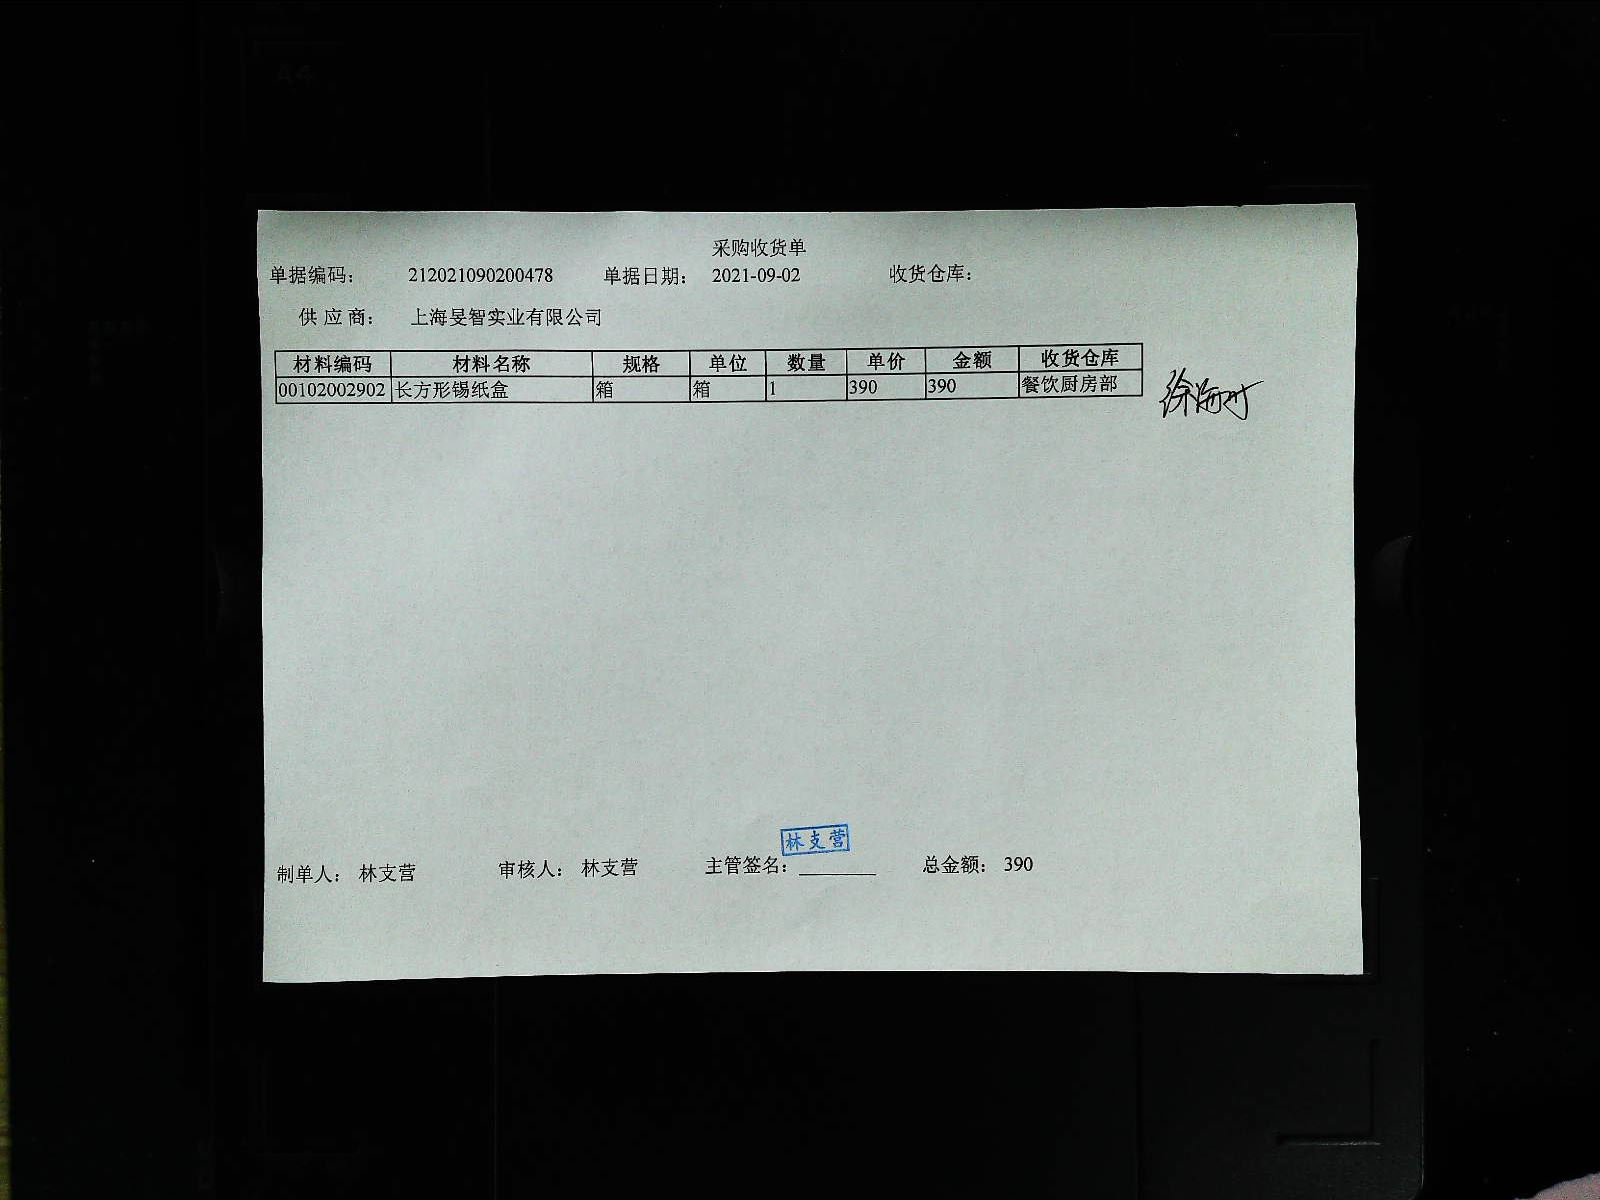 采购收货单
单据编码： 212021090200478 单据日期： 2021-09-02 收货仓库：
供 应 商： 上海旻智实业有限公司
材料编码 材料名称 规格 单位 数量 单价 金额 收货仓库
00102002902 长方形锡纸盒 箱 箱 1 390 390 餐饮厨房部
林支营
制单人： 林支营 审核人： 林支营 主管签名： 总金额： 390